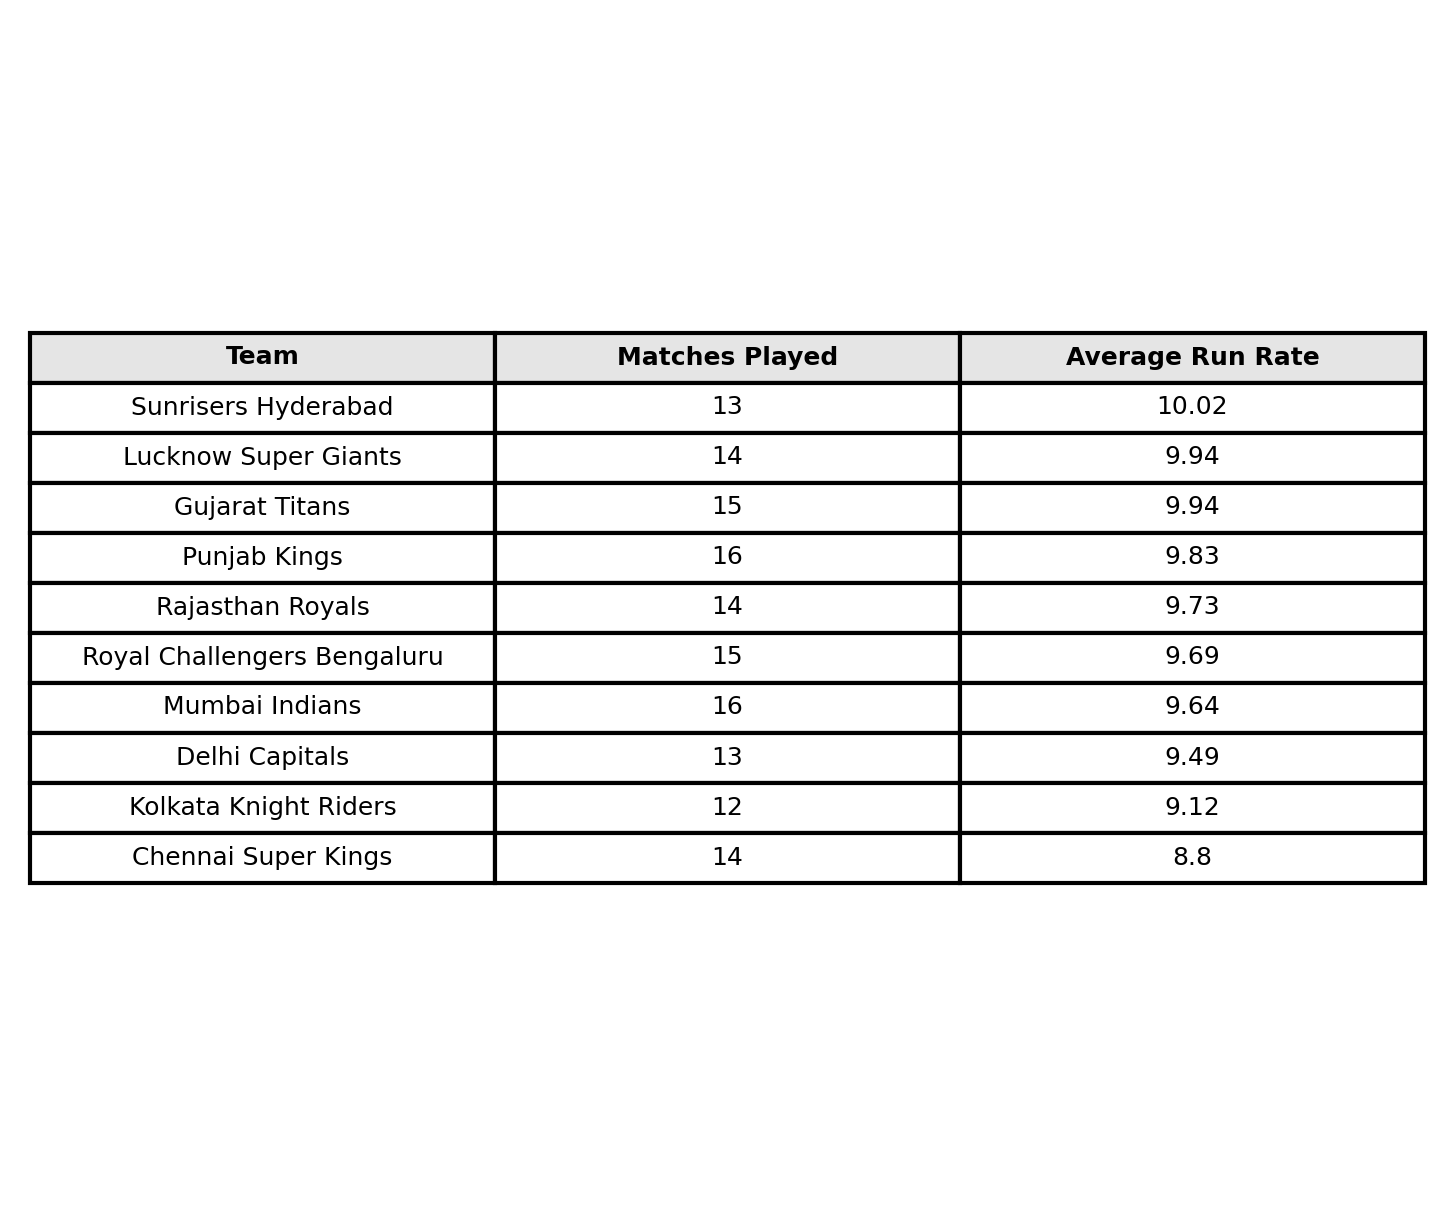 Team Matches Played Average Run Rate
Sunrisers Hyderabad 13 10.02
Lucknow Super Giants 14 9.94
Gujarat Titans 15 9.94
Punjab Kings 16 9.83
Rajasthan Royals 14 9.73
Royal Challengers Bengaluru 15 9.69
Mumbai Indians 16 9.64
Delhi Capitals 13 9.49
Kolkata Knight Riders 12 9.12
Chennai Super Kings 14 8.8